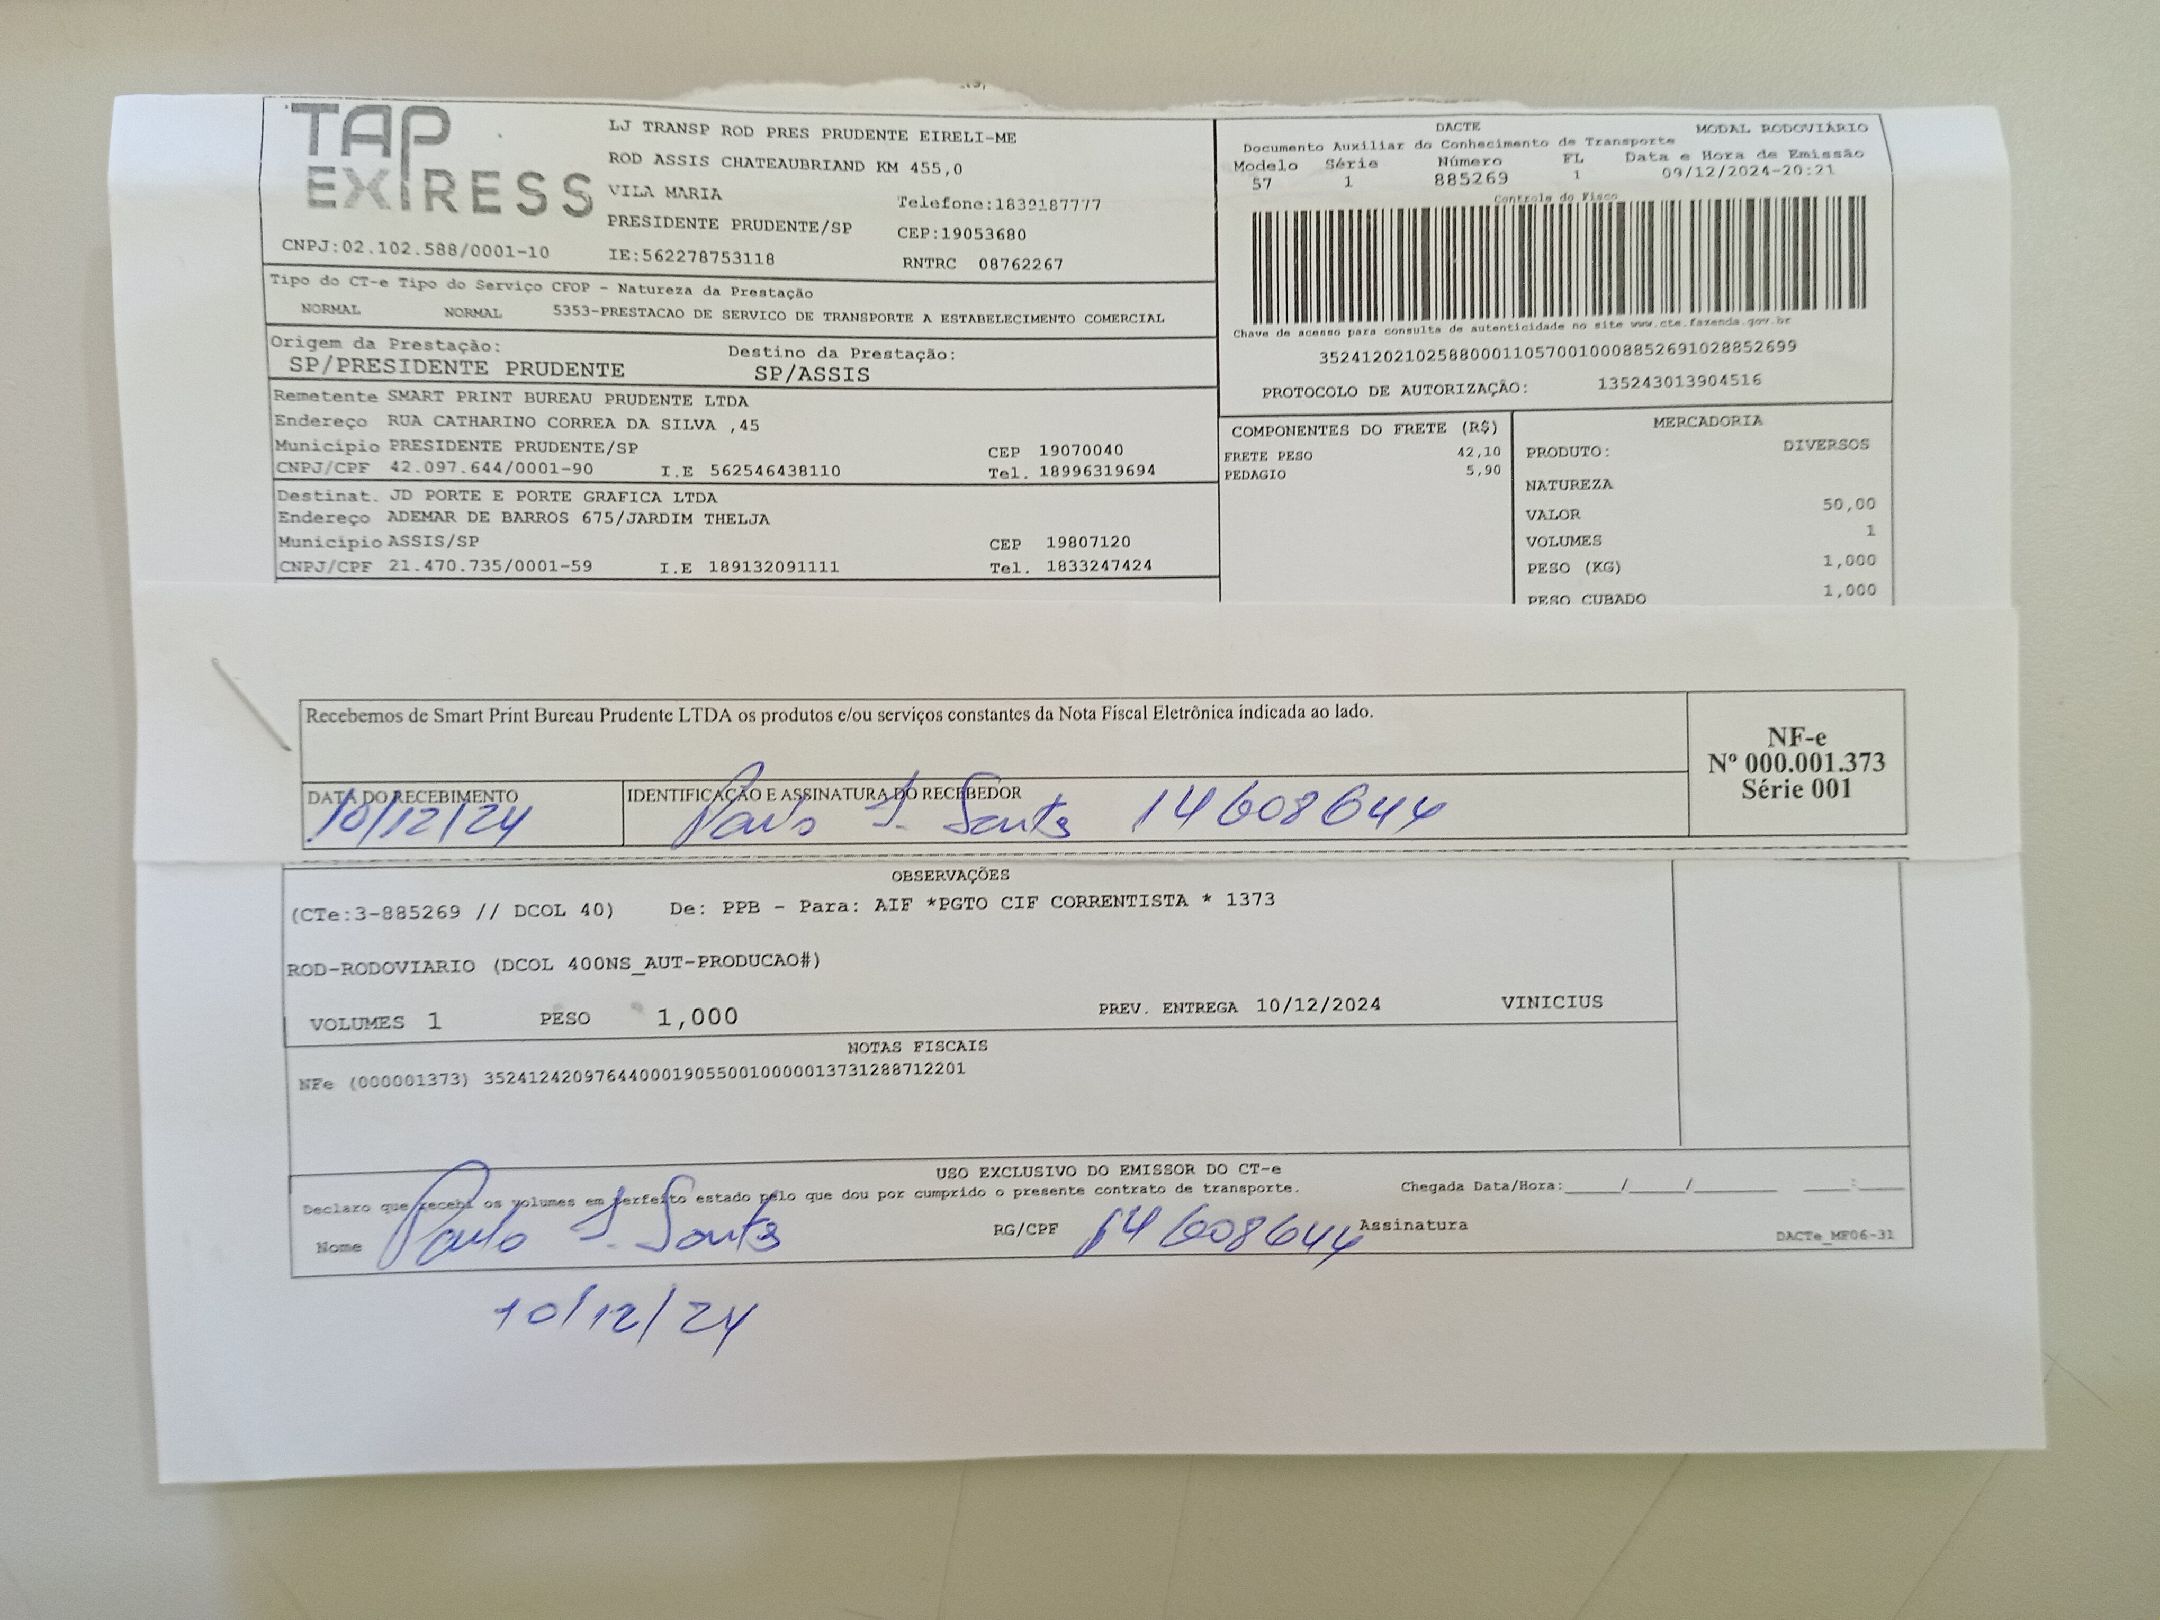 TAP
EXPRESS
CNPJ:02.102.588/0001-10
LJ TRANSP ROD PRES PRUDENTE EIRELI-ME
ROD ASSIS CHATEAUBRIAND KM 455,0
VILA MARIA
Telefone:1832187777
PRESIDENTE PRUDENTE/SP CEP:19053680
IE:562278753118 RNTRC 08762267
DACTE MODAL RODOVIÁRIO
Documento Auxiliar do Conhecimento de Transporte
Modelo Série Número FL Data e Hora de Emissão
57 1 885269 1 09/12/2024-20:21
Controle do Fisco
Chave de acesso para consulta de autenticidade no site www.cte.fazenda.gov.br
35241202102588000110570010008852691028852699
PROTOCOLO DE AUTORIZAÇÃO: 135243013904516
Tipo do CT-e Tipo do Serviço CFOP - Natureza da Prestação
NORMAL NORMAL 5353-PRESTACAO DE SERVICO DE TRANSPORTE A ESTABELECIMENTO COMERCIAL
Origem da Prestação: Destino da Prestação:
SP/PRESIDENTE PRUDENTE SP/ASSIS
Remetente SMART PRINT BUREAU PRUDENTE LTDA
Endereço RUA CATHARINO CORREA DA SILVA ,45
Municipio PRESIDENTE PRUDENTE/SP CEP 19070040
CNPJ/CPF 42.097.644/0001-90 I.E 562546438110 Tel. 18996319694
Destinat. JD PORTE E PORTE GRAFICA LTDA
Endereço ADEMAR DE BARROS 675/JARDIM THELJA
Municipio ASSIS/SP CEP 19807120
CNPJ/CPF 21.470.735/0001-59 I.E 189132091111 Tel. 1833247424
COMPONENTES DO FRETE (R$)
FRETE PESO 42,10
PEDAGIO 5,90
MERCADORIA
PRODUTO: DIVERSOS
NATUREZA
VALOR 50,00
VOLUMES 1
PESO (KG) 1,000
PESO CUBADO 1,000
Recebemos de Smart Print Bureau Prudente LTDA os produtos e/ou serviços constantes da Nota Fiscal Eletrônica indicada ao lado.
NF-e
Nº 000.001.373
Série 001
DATA DO RECEBIMENTO IDENTIFICAÇÃO E ASSINATURA DO RECEBEDOR
10/12/24 Paulo S. Santos 14608644
OBSERVAÇÕES
(CTe:3-885269 // DCOL 40) De: PPB - Para: AIF *PGTO CIF CORRENTISTA * 1373
ROD-RODOVIARIO (DCOL 400NS_AUT-PRODUCAO#)
VOLUMES 1 PESO 1,000 PREV. ENTREGA 10/12/2024 VINICIUS
NOTAS FISCAIS
NFe (000001373) 35241242097644000190550010000013731288712201
USO EXCLUSIVO DO EMISSOR DO CT-e
Declaro que recebi os volumes em perfeito estado pelo que dou por cumprido o presente contrato de transporte. Chegada Data/Hora:____/____/______ ____:____
Nome Paulo S. Santos RG/CPF 14608644 Assinatura
DACTe_MF06-31
10/12/24